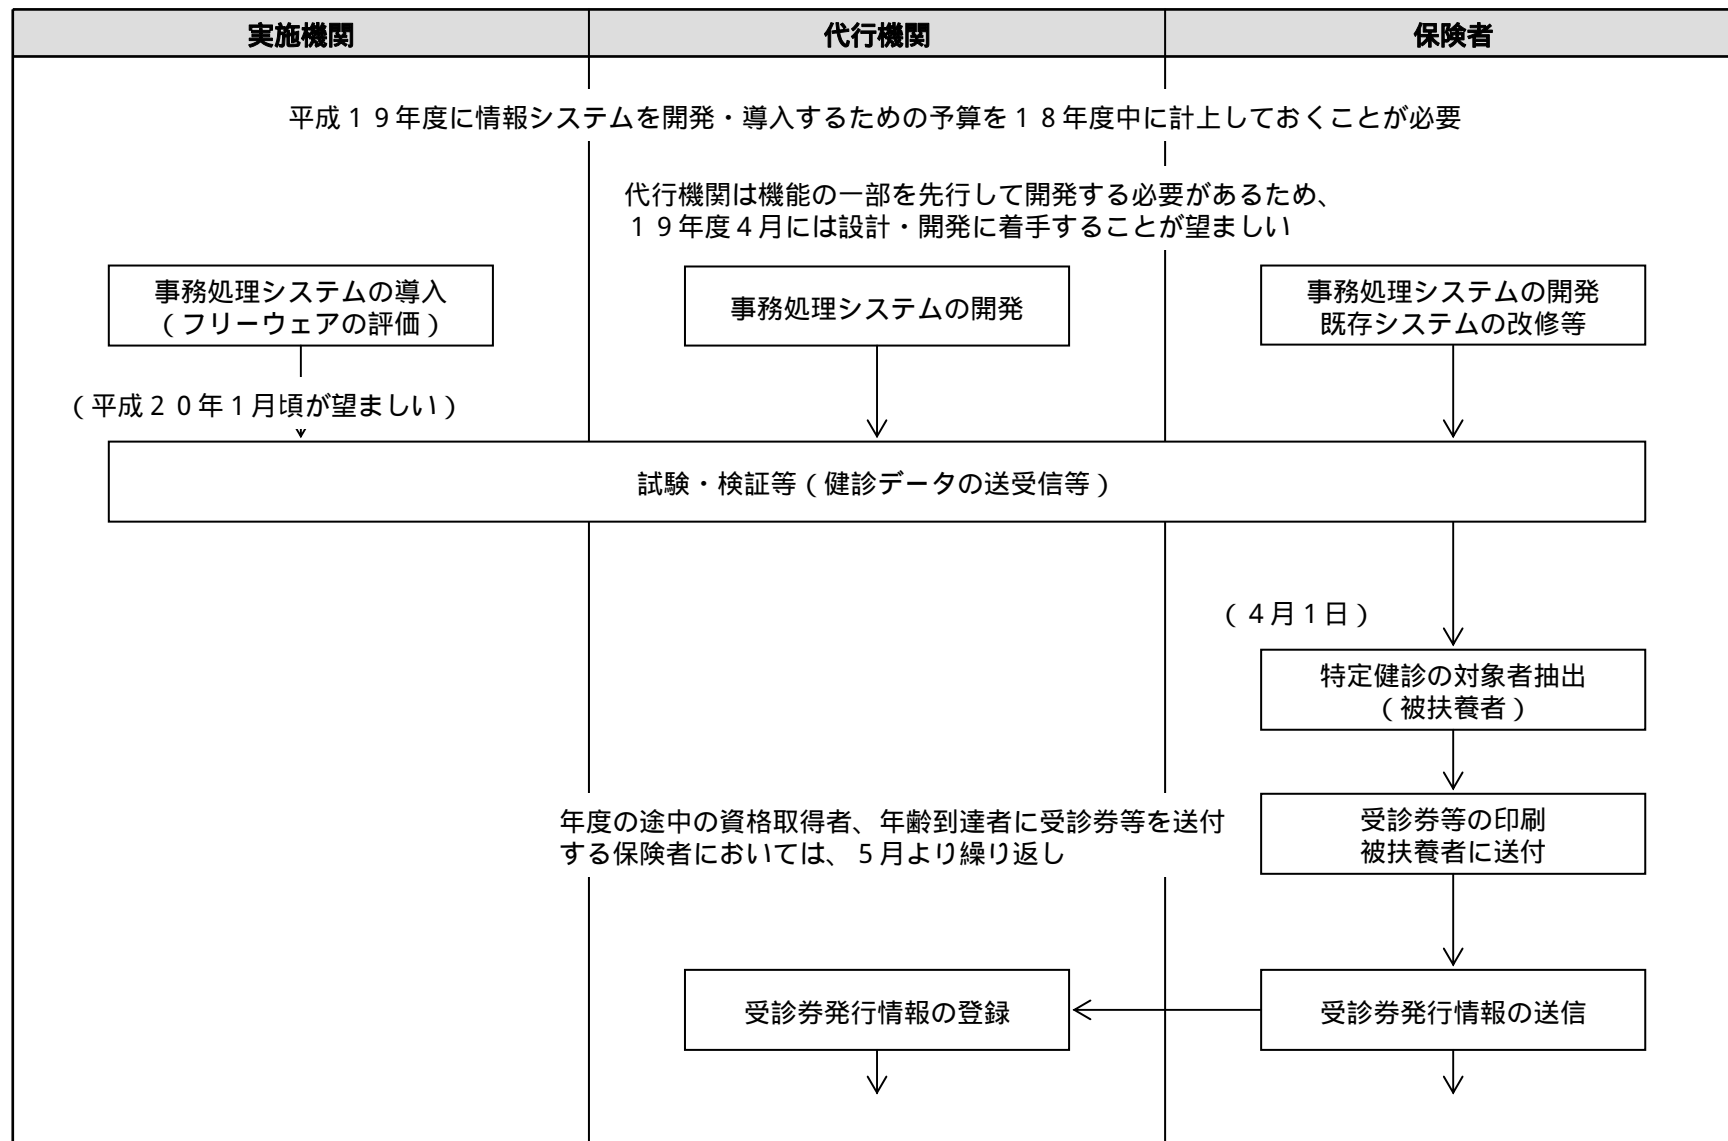 実施機関
代行機関
保険者
平成１９年度に情報システムを開発・導入するための予算を１８年度中に計上しておくことが必要
代行機関は機能の一部を先行して開発する必要があるため、
１９年度４月には設計・開発に着手することが望ましい
事務処理システムの導入
（フリーウェアの評価）
事務処理システムの開発
事務処理システムの開発
既存システムの改修等
（平成２０年１月頃が望ましい）
試験・検証等（健診データの送受信等）
（４月１日）
特定健診の対象者抽出
（被扶養者）
年度の途中の資格取得者、年齢到達者に受診券等を送付
する保険者においては、５月より繰り返し
受診券等の印刷
被扶養者に送付
受診券発行情報の登録
受診券発行情報の送信